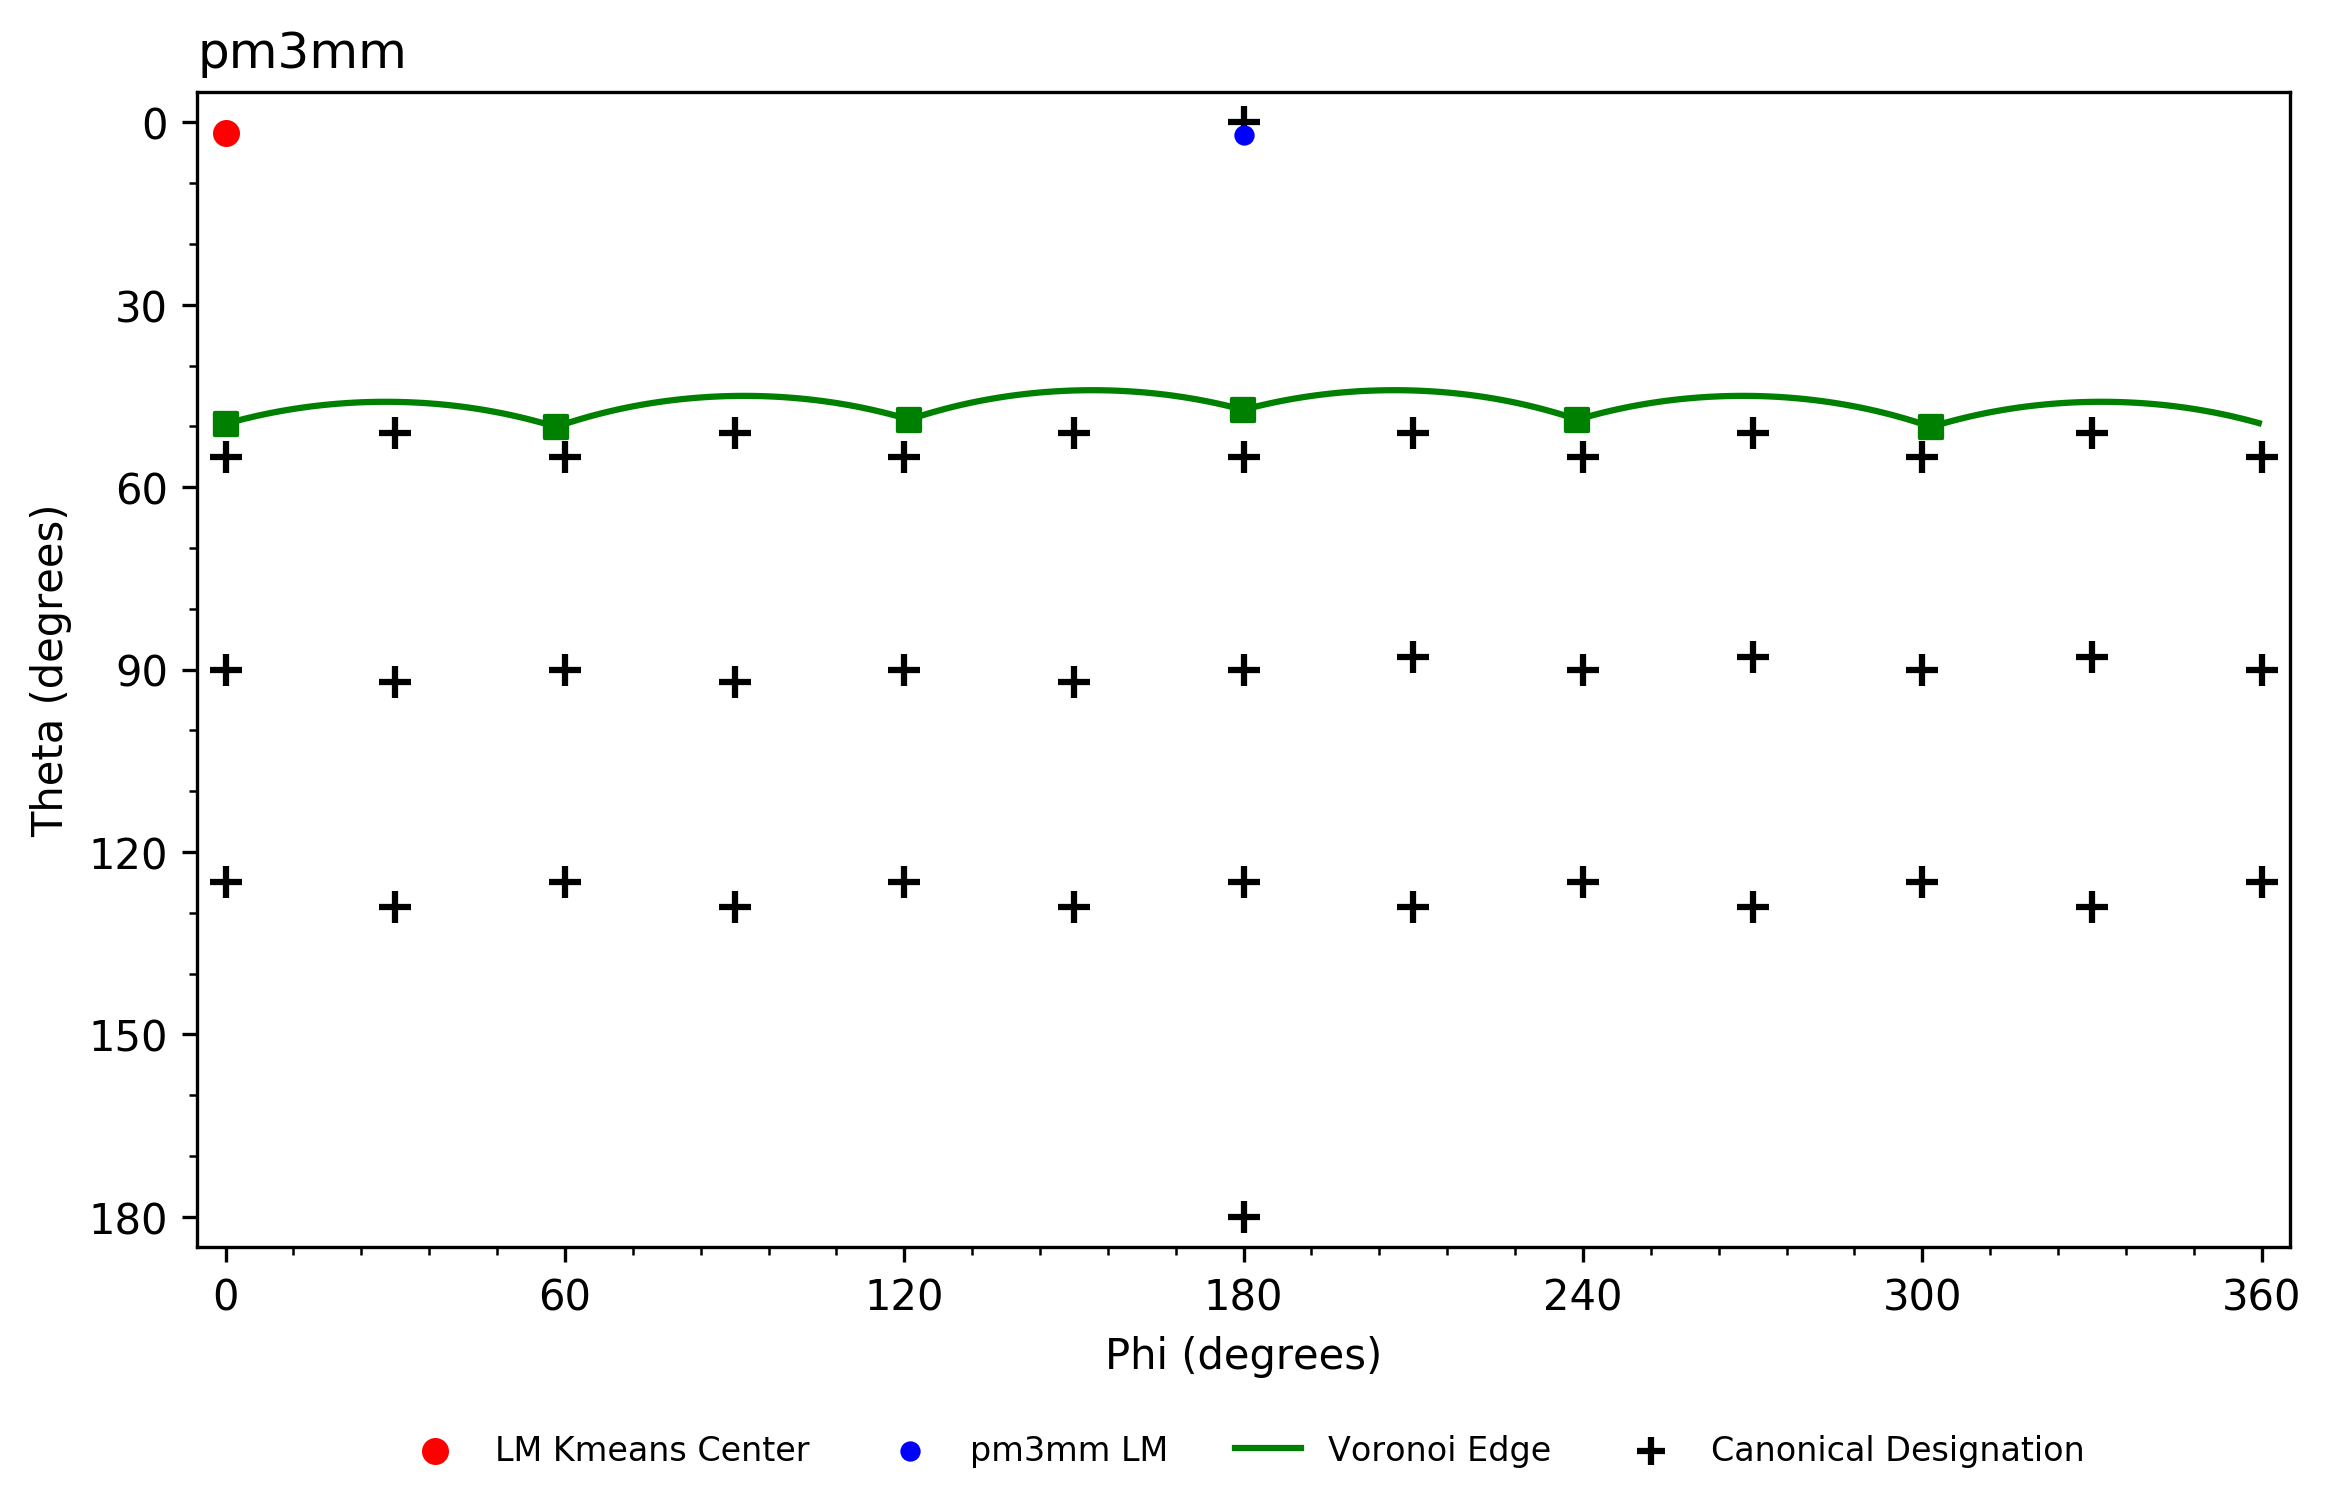 pm3mm
0
30
60
90
120
150
180
Theta (degrees)
0 60 120 180 240 300 360
Phi (degrees)
LM Kmeans Center pm3mm LM Voronoi Edge Canonical Designation